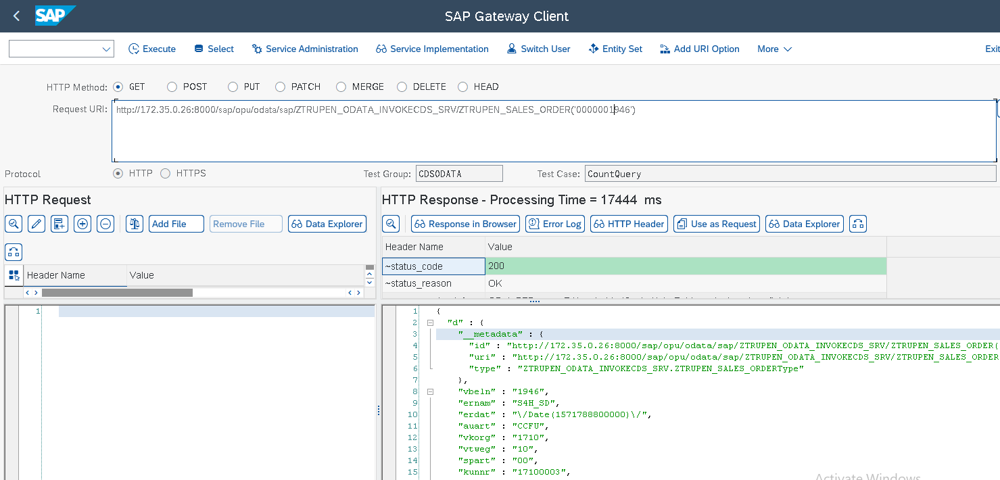 SAP
SAP Gateway Client
Execute Select Service Administration Service Implementation Switch User Entity Set Add URI Option More Exit
HTTP Method: GET POST PUT PATCH MERGE DELETE HEAD
Request URI: http://172.35.0.26:8000/sap/opu/odata/sap/ZTRUPEN_ODATA_INVOKECDS_SRV/ZTRUPEN_SALES_ORDER('0000001946')
Protocol HTTP HTTPS Test Group: CDSODATA Test Case: CountQuery
HTTP Request
Add File Remove File Data Explorer
Header Name Value
1
HTTP Response - Processing Time = 17444 ms
Response in Browser Error Log HTTP Header Use as Request Data Explorer
Header Name Value
~status_code 200
~status_reason OK
1 {
2 "d" : {
3 "__metadata" : {
4 "id" : "http://172.35.0.26:8000/sap/opu/odata/sap/ZTRUPEN_ODATA_INVOKECDS_SRV/ZTRUPEN_SALES_ORDER(
5 "uri" : "http://172.35.0.26:8000/sap/opu/odata/sap/ZTRUPEN_ODATA_INVOKECDS_SRV/ZTRUPEN_SALES_ORDER
6 "type" : "ZTRUPEN_ODATA_INVOKECDS_SRV.ZTRUPEN_SALES_ORDERType"
7 },
8 "vbeln" : "1946",
9 "ernam" : "S4H_SD",
10 "erdat" : "\/Date(1571788800000)\/",
11 "auart" : "CCFU",
12 "vkorg" : "1710",
13 "vtweg" : "10",
14 "spart" : "00",
15 "kunnr" : "17100003",
Activate Windows